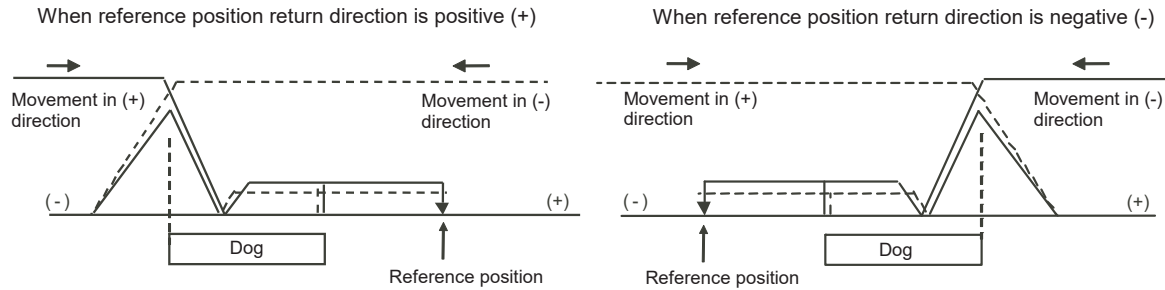 When reference position return direction is positive (+)
Movement in (+)
direction
Movement in (-)
direction
(-)
(+)
Dog
Reference position
When reference position return direction is negative (-)
Movement in (+)
direction
Movement in (-)
direction
(-)
(+)
Dog
Reference position